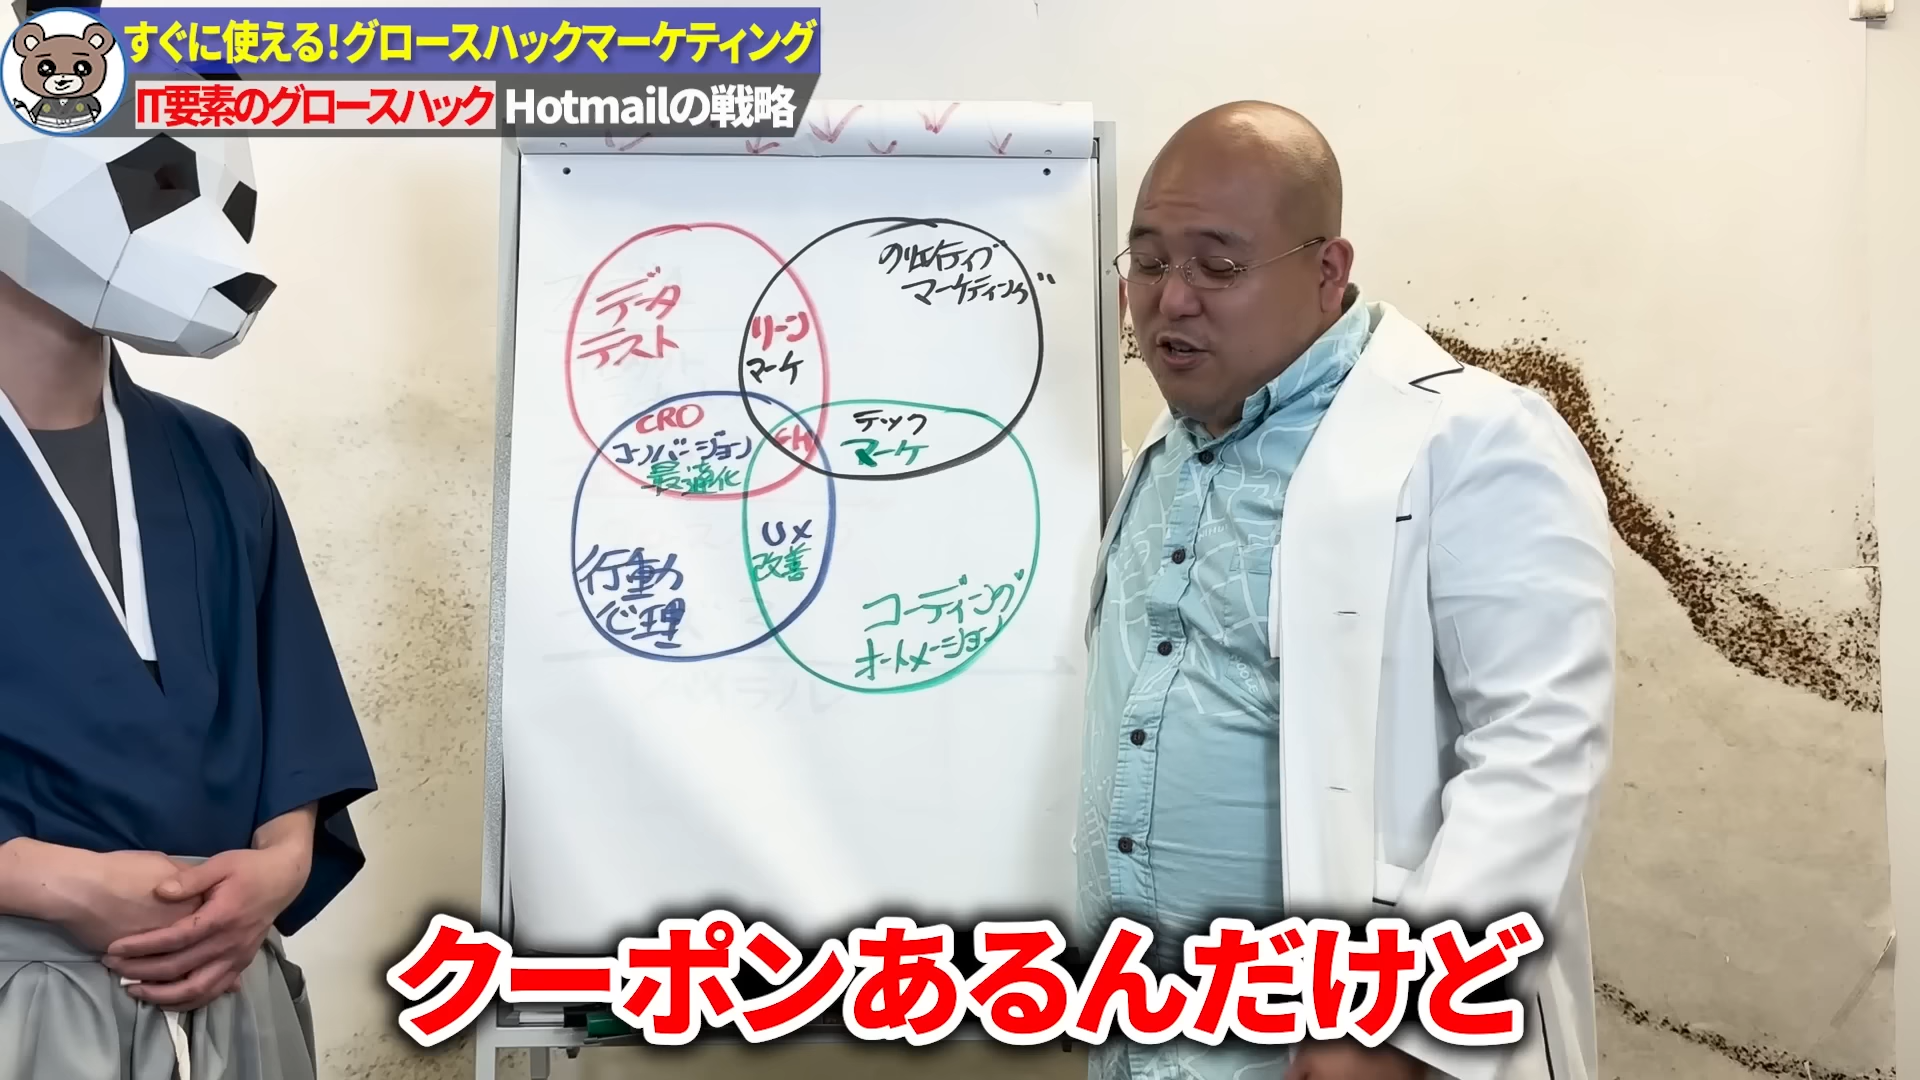 すぐに使える!グロースハックマーケティング
IT要素のグロースハック Hotmailの戦略
クリエイティブ
マーケティング
データ
テスト
リーン
マーケ
CRO
コンバージョン
最適化
GH
テック
マーケ
UX
改善
行動
心理
コーディング
オートメーション
クーポンあるんだけど